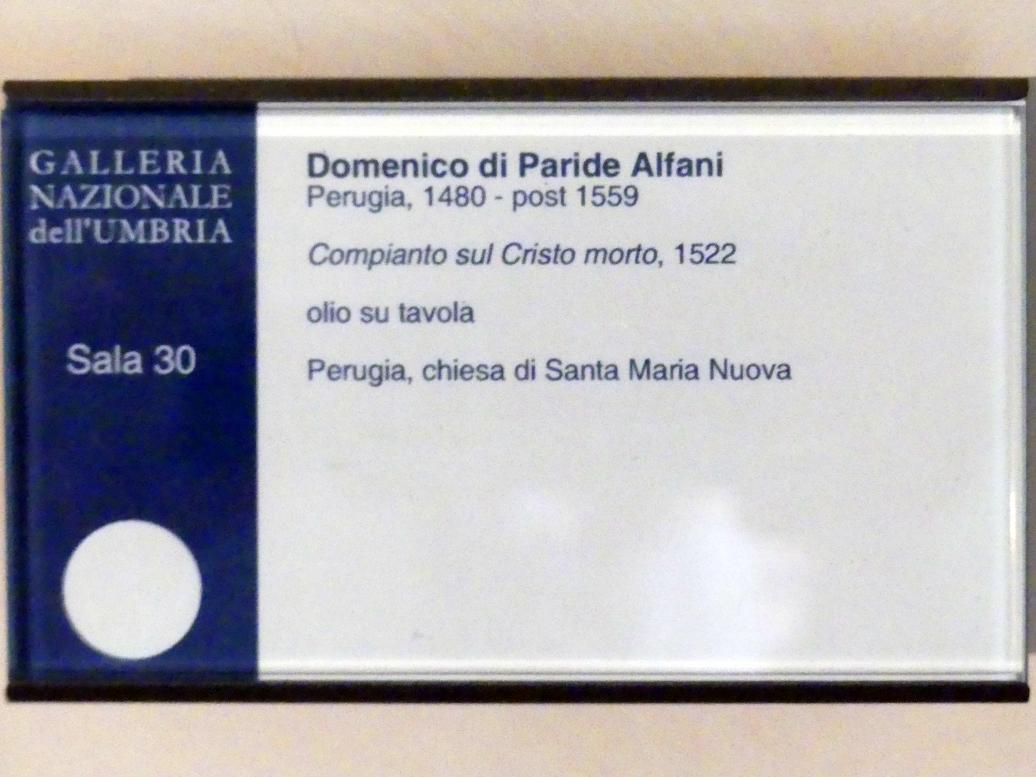 GALLERIA
NAZIONALE
dell'UMBRIA
Sala 30
Domenico di Paride Alfani
Perugia, 1480 - post 1559
Compianto sul Cristo morto, 1522
olio su tavola
Perugia, chiesa di Santa Maria Nuova